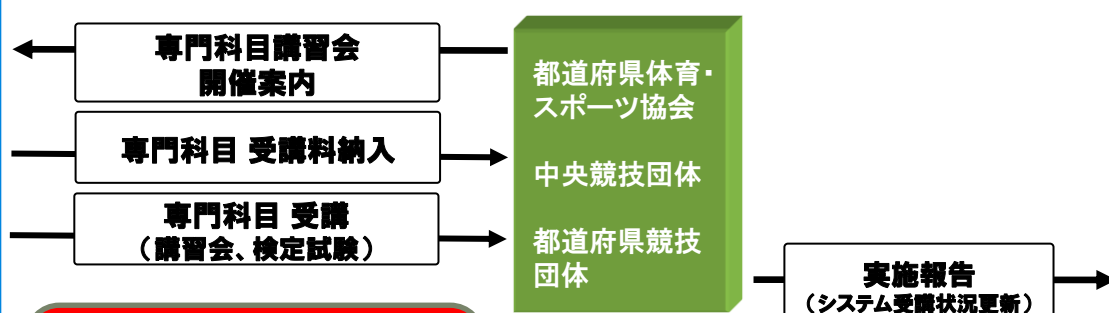 専門科目講習会
開催案内
専門科目 受講料納入
専門科目 受講
（講習会、検定試験）
都道府県体育・
スポーツ協会
中央競技団体
都道府県競技
団体
実施報告
（システム受講状況更新）